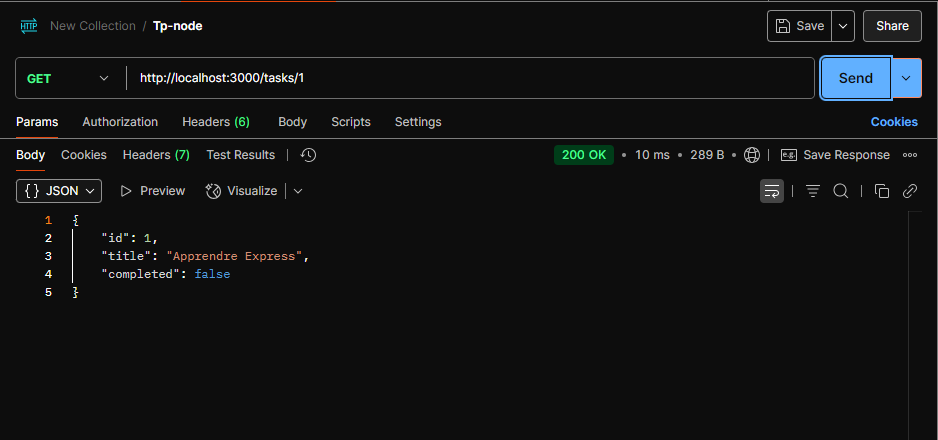 HTTP New Collection / Tp-node Save Share
GET http://localhost:3000/tasks/1 Send
Params Authorization Headers (6) Body Scripts Settings Cookies
Body Cookies Headers (7) Test Results 200 OK • 10 ms • 289 B • e.g. Save Response
{} JSON Preview Visualize
1 {
2 "id": 1,
3 "title": "Apprendre Express",
4 "completed": false
5 }